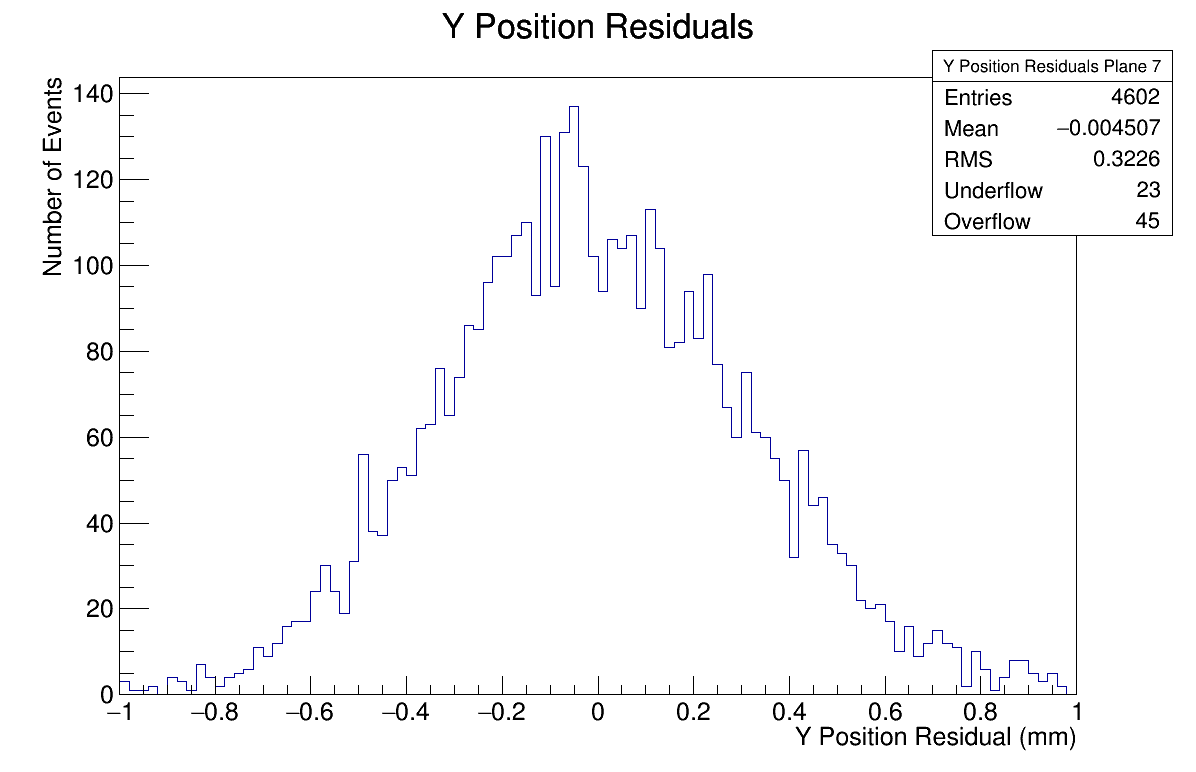 Y Position Residuals
Y Position Residuals Plane 7
Entries 4602
Mean −0.004507
RMS 0.3226
Underflow 23
Overflow 45
Number of Events
140
120
100
80
60
40
20
0
−1 −0.8 −0.6 −0.4 −0.2 0 0.2 0.4 0.6 0.8 1
Y Position Residual (mm)